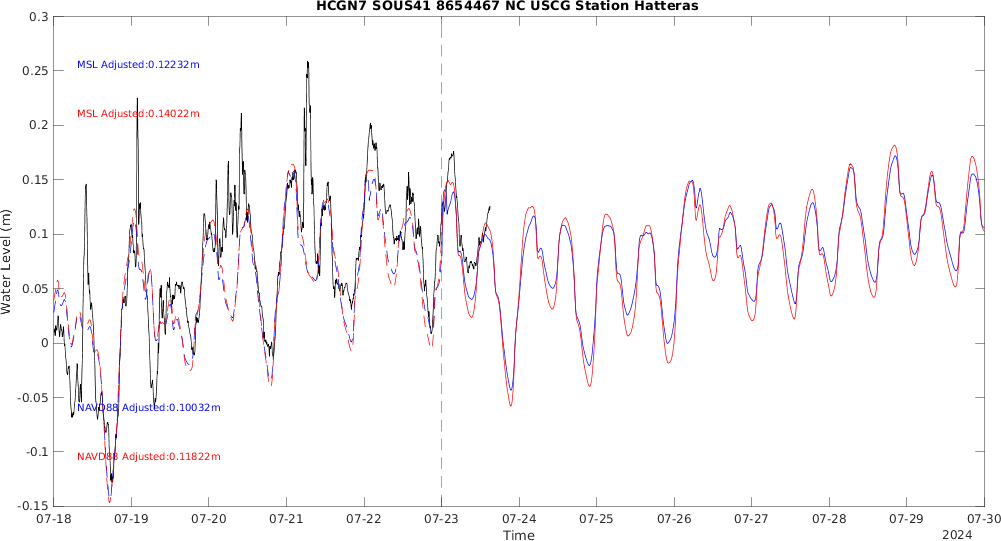 HCGN7 SOUS41 8654467 NC USCG Station Hatteras
0.3
0.25
0.2
0.15
0.1
0.05
0
-0.05
-0.1
-0.15
Water Level (m)
MSL Adjusted:0.12232m
MSL Adjusted:0.14022m
NAVD88 Adjusted:0.10032m
NAVD88 Adjusted:0.11822m
07-18 07-19 07-20 07-21 07-22 07-23 07-24 07-25 07-26 07-27 07-28 07-29 07-30
Time
2024